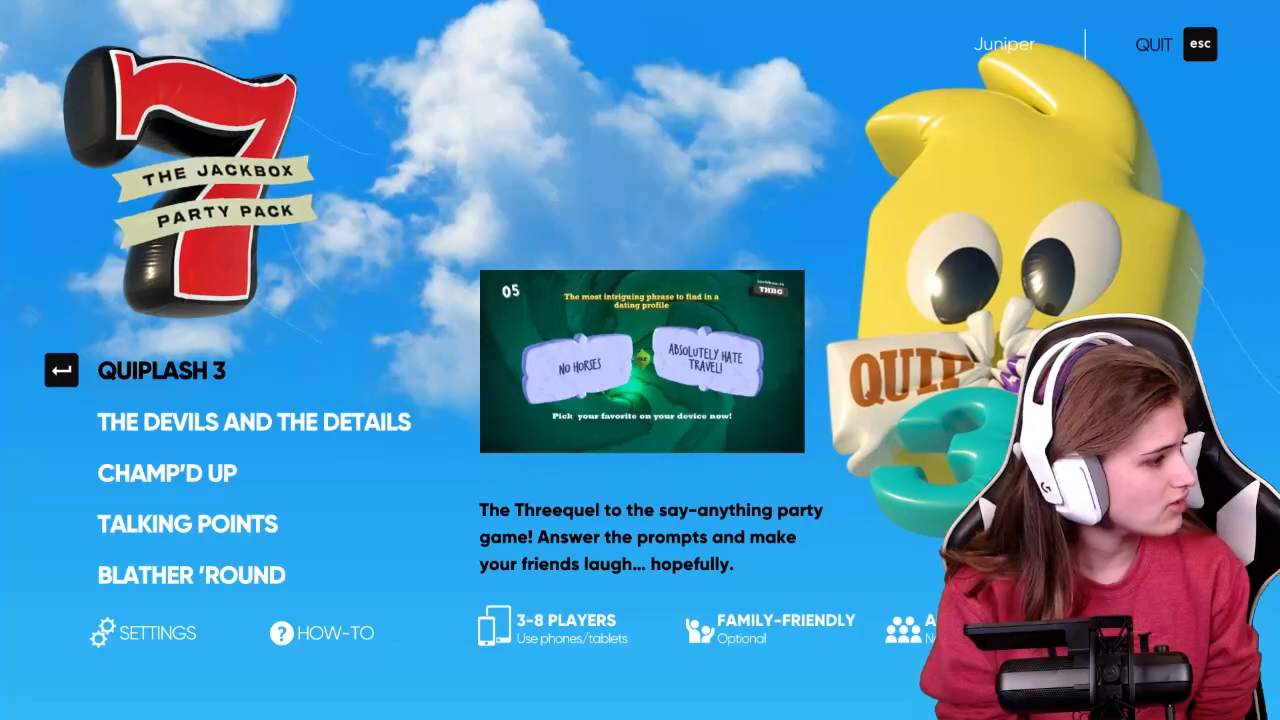 Juniper
QUIT esc
THE JACKBOX
PARTY PACK
05
The most intriguing phrase to find in a
dating profile
THBG
NO HORSES
ABSOLUTELY HATE
TRAVEL!
Pick your favorite on your device now!
QUIP
3
QUIPLASH 3
THE DEVILS AND THE DETAILS
CHAMP'D UP
TALKING POINTS
BLATHER 'ROUND
SETTINGS
HOW-TO
The Threequel to the say-anything party
game! Answer the prompts and make
your friends laugh... hopefully.
3-8 PLAYERS
Use phones/tablets
FAMILY-FRIENDLY
Optional